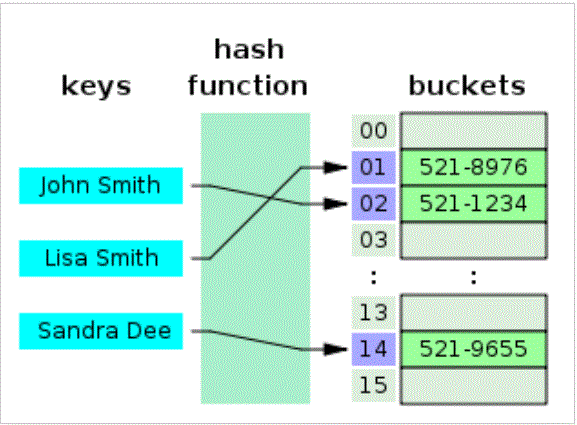 keys
hash
function
buckets
John Smith
Lisa Smith
Sandra Dee
00
01 521-8976
02 521-1234
03
: :
13
14 521-9655
15